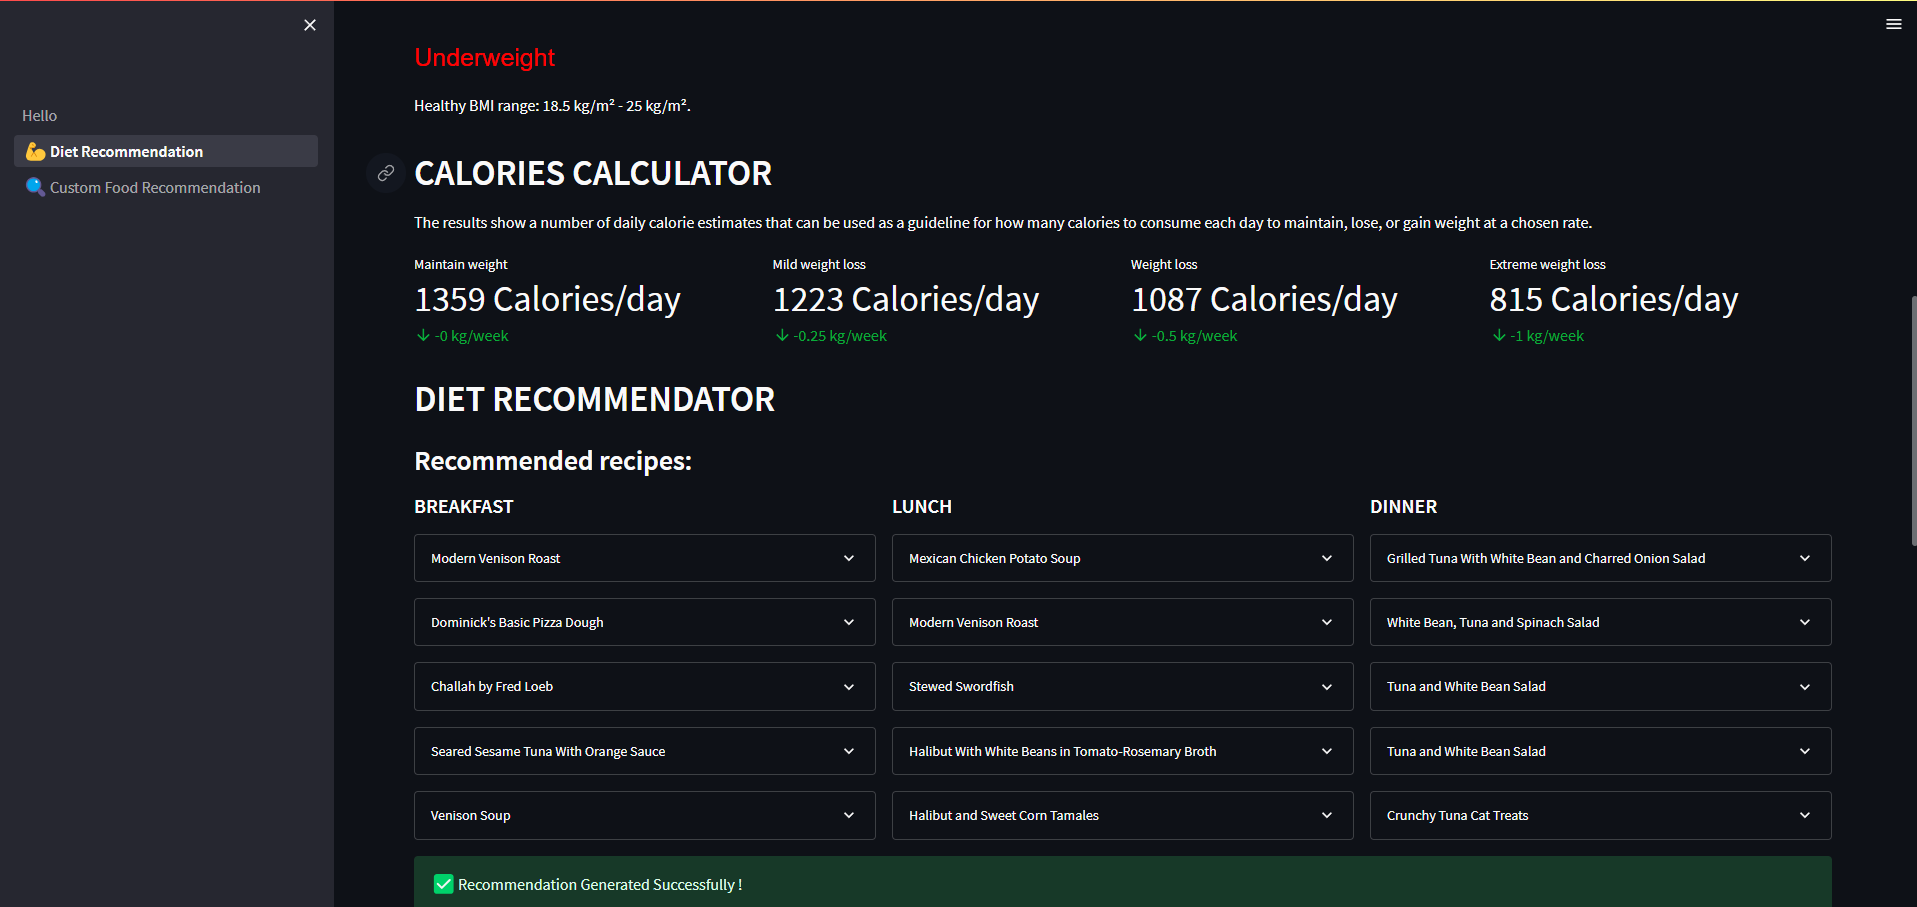 Hello
💪 Diet Recommendation
🔍 Custom Food Recommendation
Underweight
Healthy BMI range: 18.5 kg/m² - 25 kg/m².
CALORIES CALCULATOR
The results show a number of daily calorie estimates that can be used as a guideline for how many calories to consume each day to maintain, lose, or gain weight at a chosen rate.
Maintain weight
1359 Calories/day
↓ -0 kg/week
Mild weight loss
1223 Calories/day
↓ -0.25 kg/week
Weight loss
1087 Calories/day
↓ -0.5 kg/week
Extreme weight loss
815 Calories/day
↓ -1 kg/week
DIET RECOMMENDATOR
Recommended recipes:
BREAKFAST
Modern Venison Roast
Dominick's Basic Pizza Dough
Challah by Fred Loeb
Seared Sesame Tuna With Orange Sauce
Venison Soup
LUNCH
Mexican Chicken Potato Soup
Modern Venison Roast
Stewed Swordfish
Halibut With White Beans in Tomato-Rosemary Broth
Halibut and Sweet Corn Tamales
DINNER
Grilled Tuna With White Bean and Charred Onion Salad
White Bean, Tuna and Spinach Salad
Tuna and White Bean Salad
Tuna and White Bean Salad
Crunchy Tuna Cat Treats
✅ Recommendation Generated Successfully !